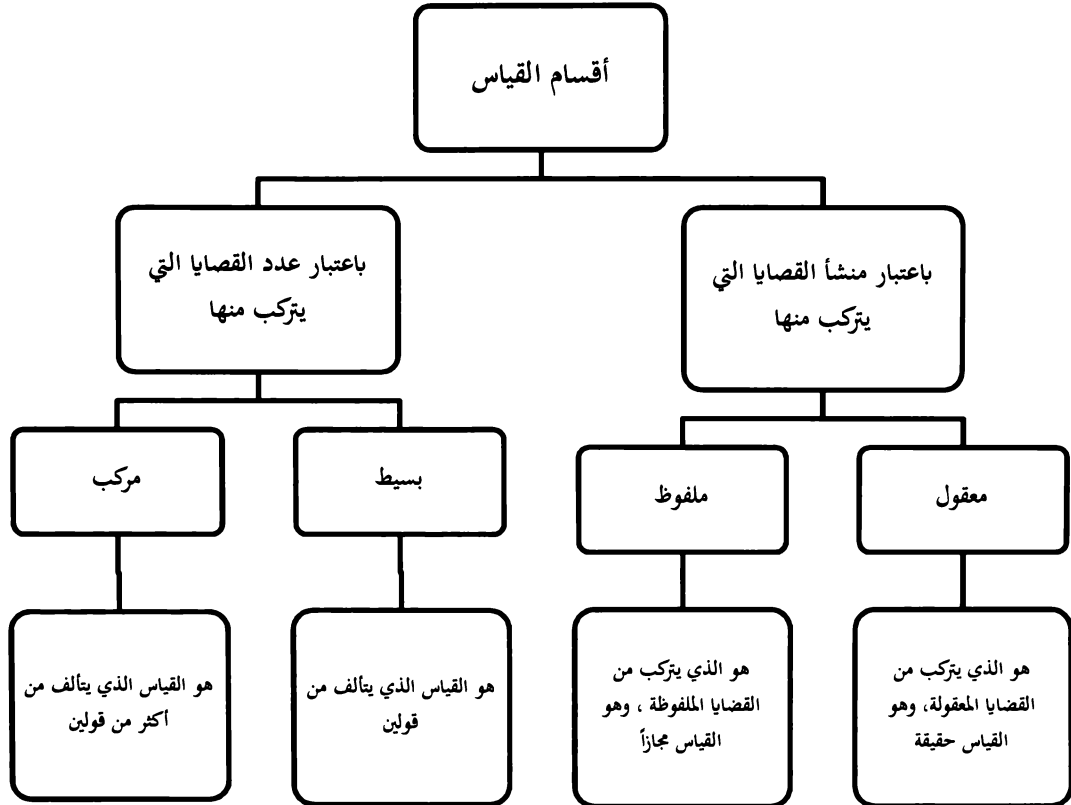 أقسام القياس
باعتبار منشأ القصايا التي
يتركب منها
باعتبار عدد القصايا التي
يتركب منها
معقول
ملفوظ
بسيط
مركب
هو الذي يتركب من
القضايا المعقولة، وهو
القياس حقيقة
هو الذي يتركب من
القضايا الملفوظة ، وهو
القياس مجازاً
هو القياس الذي يتألف من
قولين
هو القياس الذي يتألف من
أكثر من قولين